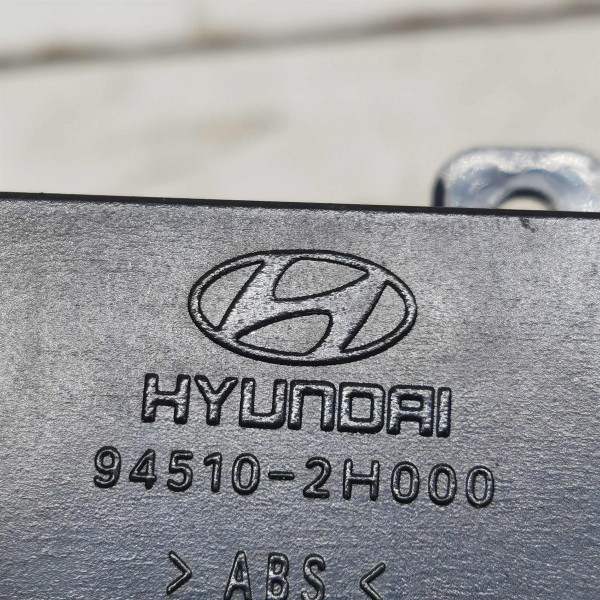 HYUNDAI
94510-2H000
> ABS <